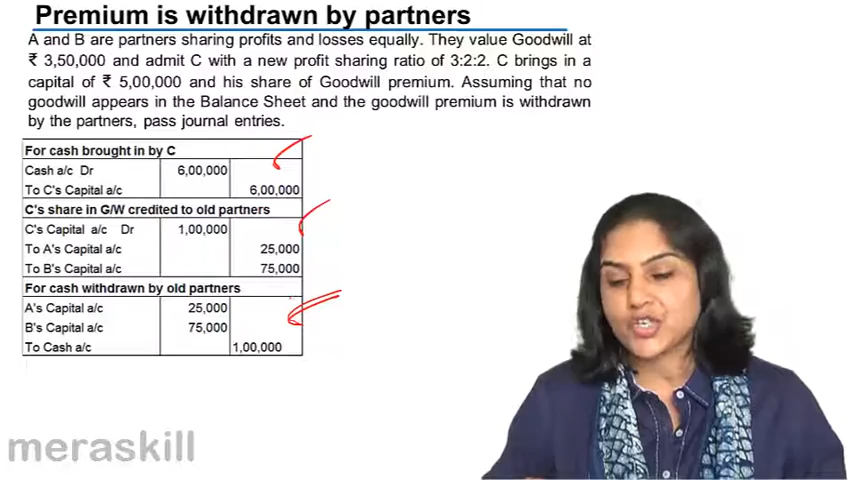 Premium is withdrawn by partners
A and B are partners sharing profits and losses equally. They value Goodwill at
₹ 3,50,000 and admit C with a new profit sharing ratio of 3:2:2. C brings in a
capital of ₹ 5,00,000 and his share of Goodwill premium. Assuming that no
goodwill appears in the Balance Sheet and the goodwill premium is withdrawn
by the partners, pass journal entries.
For cash brought in by C
Cash a/c Dr 6,00,000
To C's Capital a/c 6,00,000
C's share in G/W credited to old partners
C's Capital a/c Dr 1,00,000
To A's Capital a/c 25,000
To B's Capital a/c 75,000
For cash withdrawn by old partners
A's Capital a/c 25,000
B's Capital a/c 75,000
To Cash a/c 1,00,000
meraskill